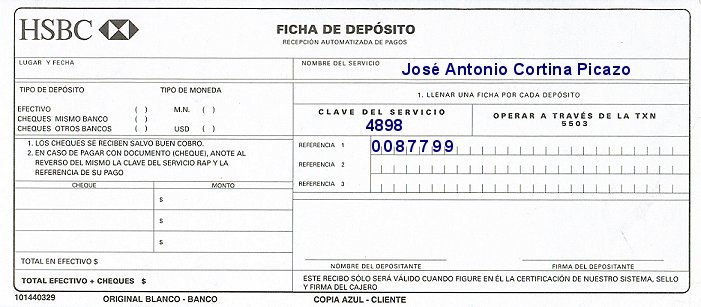 HSBC
FICHA DE DEPÓSITO
RECEPCIÓN AUTOMATIZADA DE PAGOS
LUGAR Y FECHA
NOMBRE DEL SERVICIO
José Antonio Cortina Picazo
TIPO DE DEPÓSITO TIPO DE MONEDA
EFECTIVO ( ) M.N. ( )
CHEQUES MISMO BANCO ( )
CHEQUES OTROS BANCOS ( ) USD ( )
1. LLENAR UNA FICHA POR CADA DEPÓSITO
CLAVE DEL SERVICIO
4898
OPERAR A TRAVÉS DE LA TXN
5503
1. LOS CHEQUES SE RECIBEN SALVO BUEN COBRO.
2. EN CASO DE PAGAR CON DOCUMENTO (CHEQUE), ANOTE AL
REVERSO DEL MISMO LA CLAVE DEL SERVICIO RAP Y LA
REFERENCIA DE SU PAGO
REFERENCIA 1 0087799
REFERENCIA 2
REFERENCIA 3
CHEQUE MONTO
$
$
$
TOTAL EN EFECTIVO $
TOTAL EFECTIVO + CHEQUES $
NOMBRE DEL DEPOSITANTE FIRMA DEL DEPOSITANTE
ESTE RECIBO SÓLO SERÁ VÁLIDO CUANDO FIGURE EN ÉL LA CERTIFICACIÓN DE NUESTRO SISTEMA, SELLO
Y FIRMA DEL CAJERO
101440329 ORIGINAL BLANCO - BANCO COPIA AZUL - CLIENTE